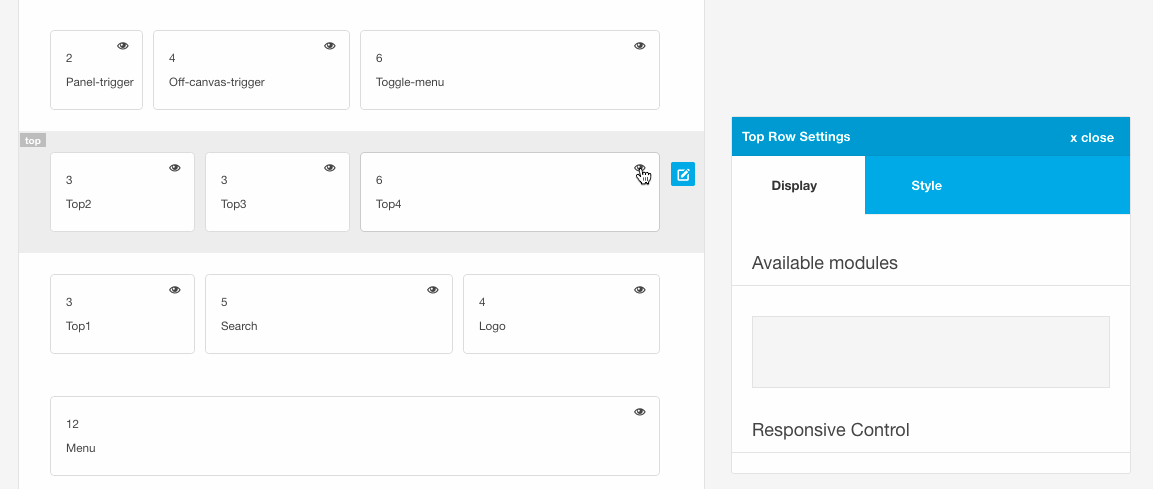 2
Panel-trigger
4
Off-canvas-trigger
6
Toggle-menu
top
3
Top2
3
Top3
6
Top4
3
Top1
5
Search
4
Logo
12
Menu
Top Row Settings
x close
Display
Style
Available modules
Responsive Control